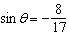 sin θ = -8/17